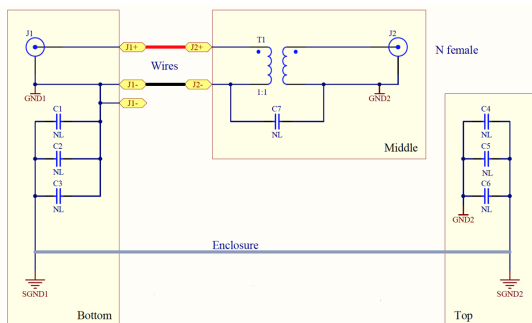 J1
J1+
J2+
T1
J2
N female
Wires
GND1
J1-
J2-
1:1
GND2
J1-
C1
NL
C7
NL
C4
NL
C2
NL
Middle
C5
NL
C3
NL
C6
NL
GND2
Enclosure
SGND1
SGND2
Bottom
Top